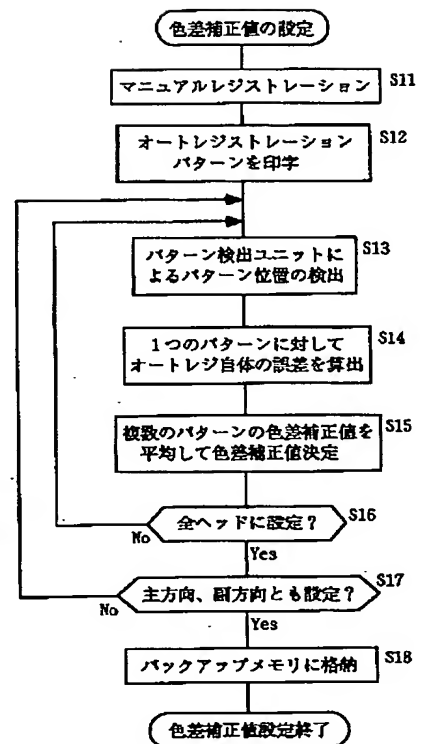 色差補正値の設定
マニュアルレジストレーション
S11
オートレジストレーション
パターンを印字
S12
パターン検出ユニットに
よるパターン位置の検出
S13
1つのパターンに対して
オートレジ自体の誤差を算出
S14
複数のパターンの色差補正値を
平均して色差補正値決定
S15
全ヘッドに設定?
S16
No
Yes
主方向、副方向とも設定?
S17
No
Yes
バックアップメモリに格納
S18
色差補正値設定終了